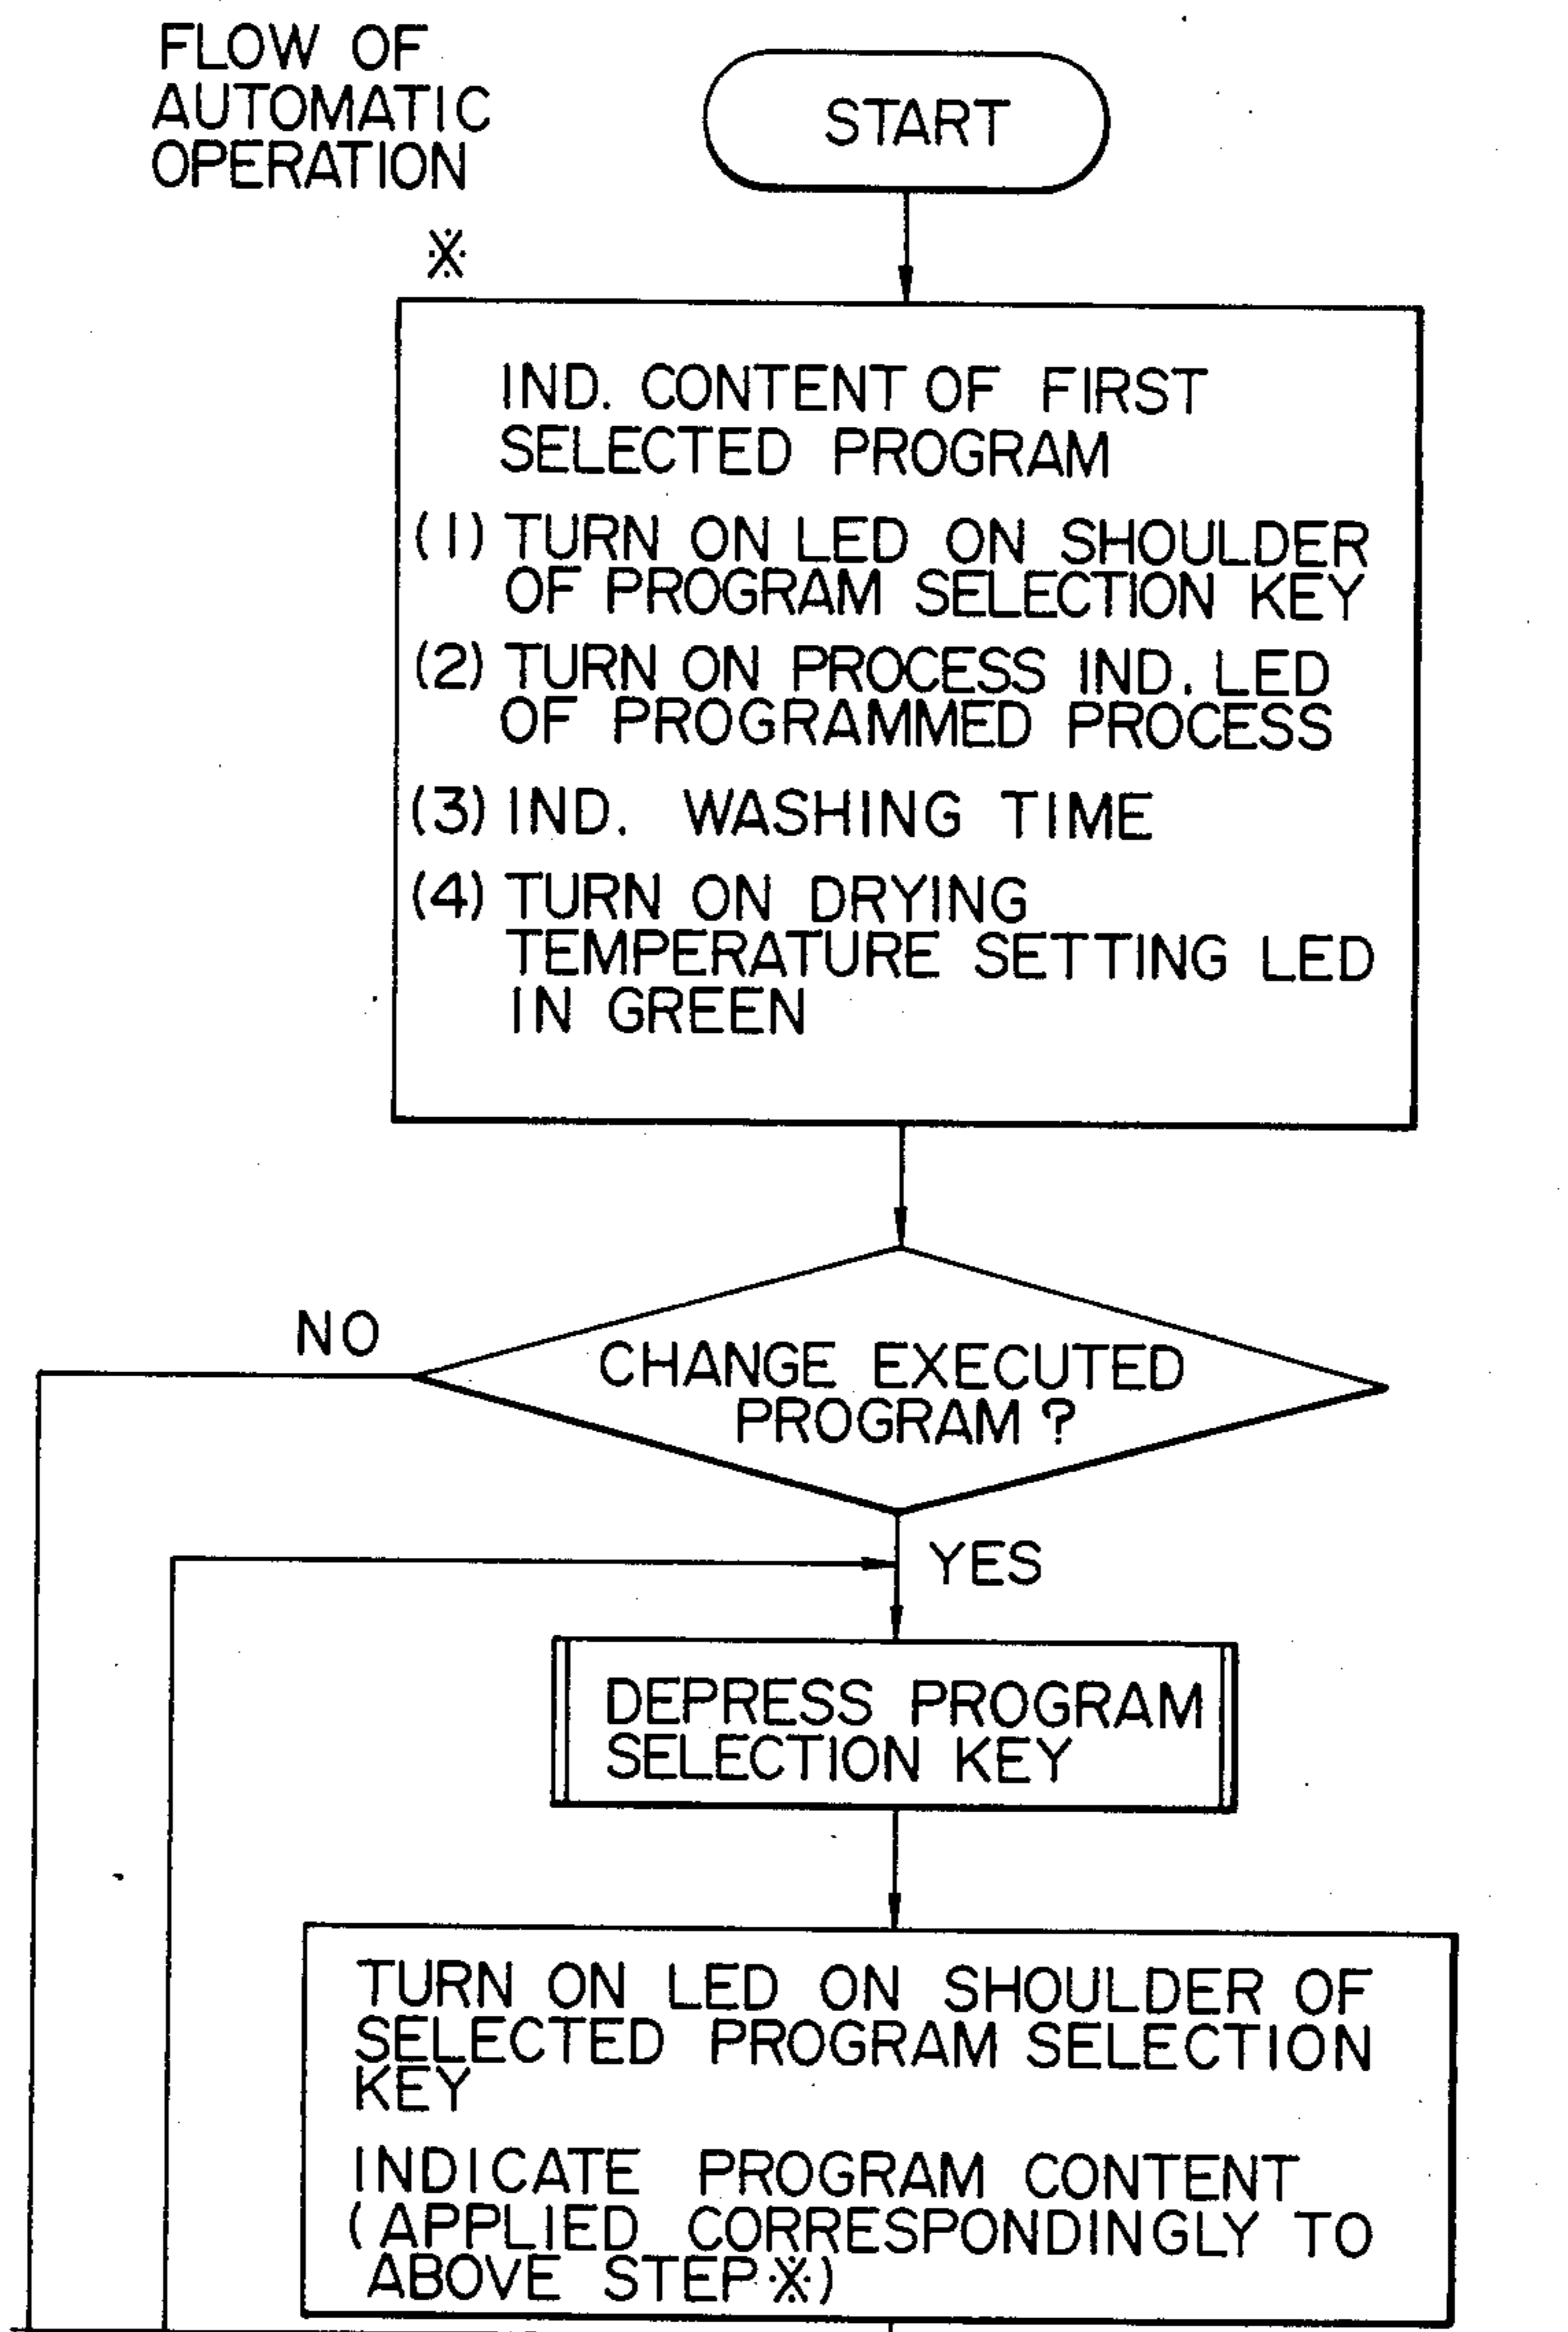 FLOW OF
AUTOMATIC
OPERATION
START
※
IND. CONTENT OF FIRST
SELECTED PROGRAM
(1) TURN ON LED ON SHOULDER
OF PROGRAM SELECTION KEY
(2) TURN ON PROCESS IND. LED
OF PROGRAMMED PROCESS
(3) IND. WASHING TIME
(4) TURN ON DRYING
TEMPERATURE SETTING LED
IN GREEN
NO
CHANGE EXECUTED
PROGRAM ?
YES
DEPRESS PROGRAM
SELECTION KEY
TURN ON LED ON SHOULDER OF
SELECTED PROGRAM SELECTION
KEY
INDICATE PROGRAM CONTENT
(APPLIED CORRESPONDINGLY TO
ABOVE STEP※)